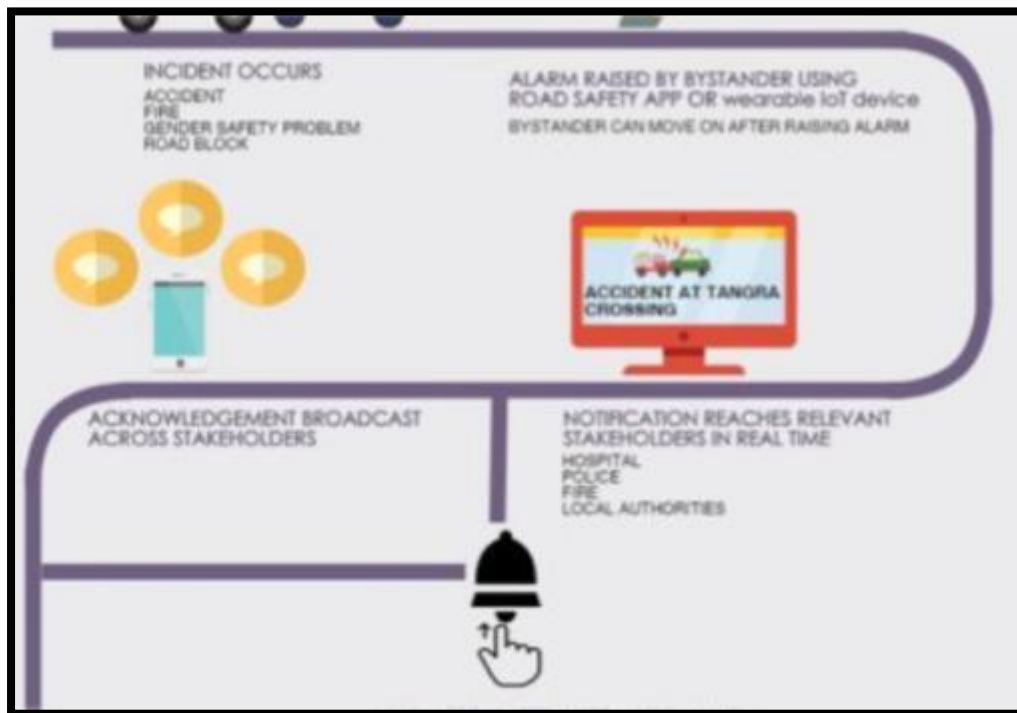 INCIDENT OCCURS
ACCIDENT
FIRE
GENDER SAFETY PROBLEM
ROAD BLOCK
ALARM RAISED BY BYSTANDER USING
ROAD SAFETY APP OR wearable IoT device
BYSTANDER CAN MOVE ON AFTER RAISING ALARM
ACCIDENT AT TANGRA
CROSSING
NOTIFICATION REACHES RELEVANT
STAKEHOLDERS IN REAL TIME
HOSPITAL
POLICE
FIRE
LOCAL AUTHORITIES
ACKNOWLEDGEMENT BROADCAST
ACROSS STAKEHOLDERS